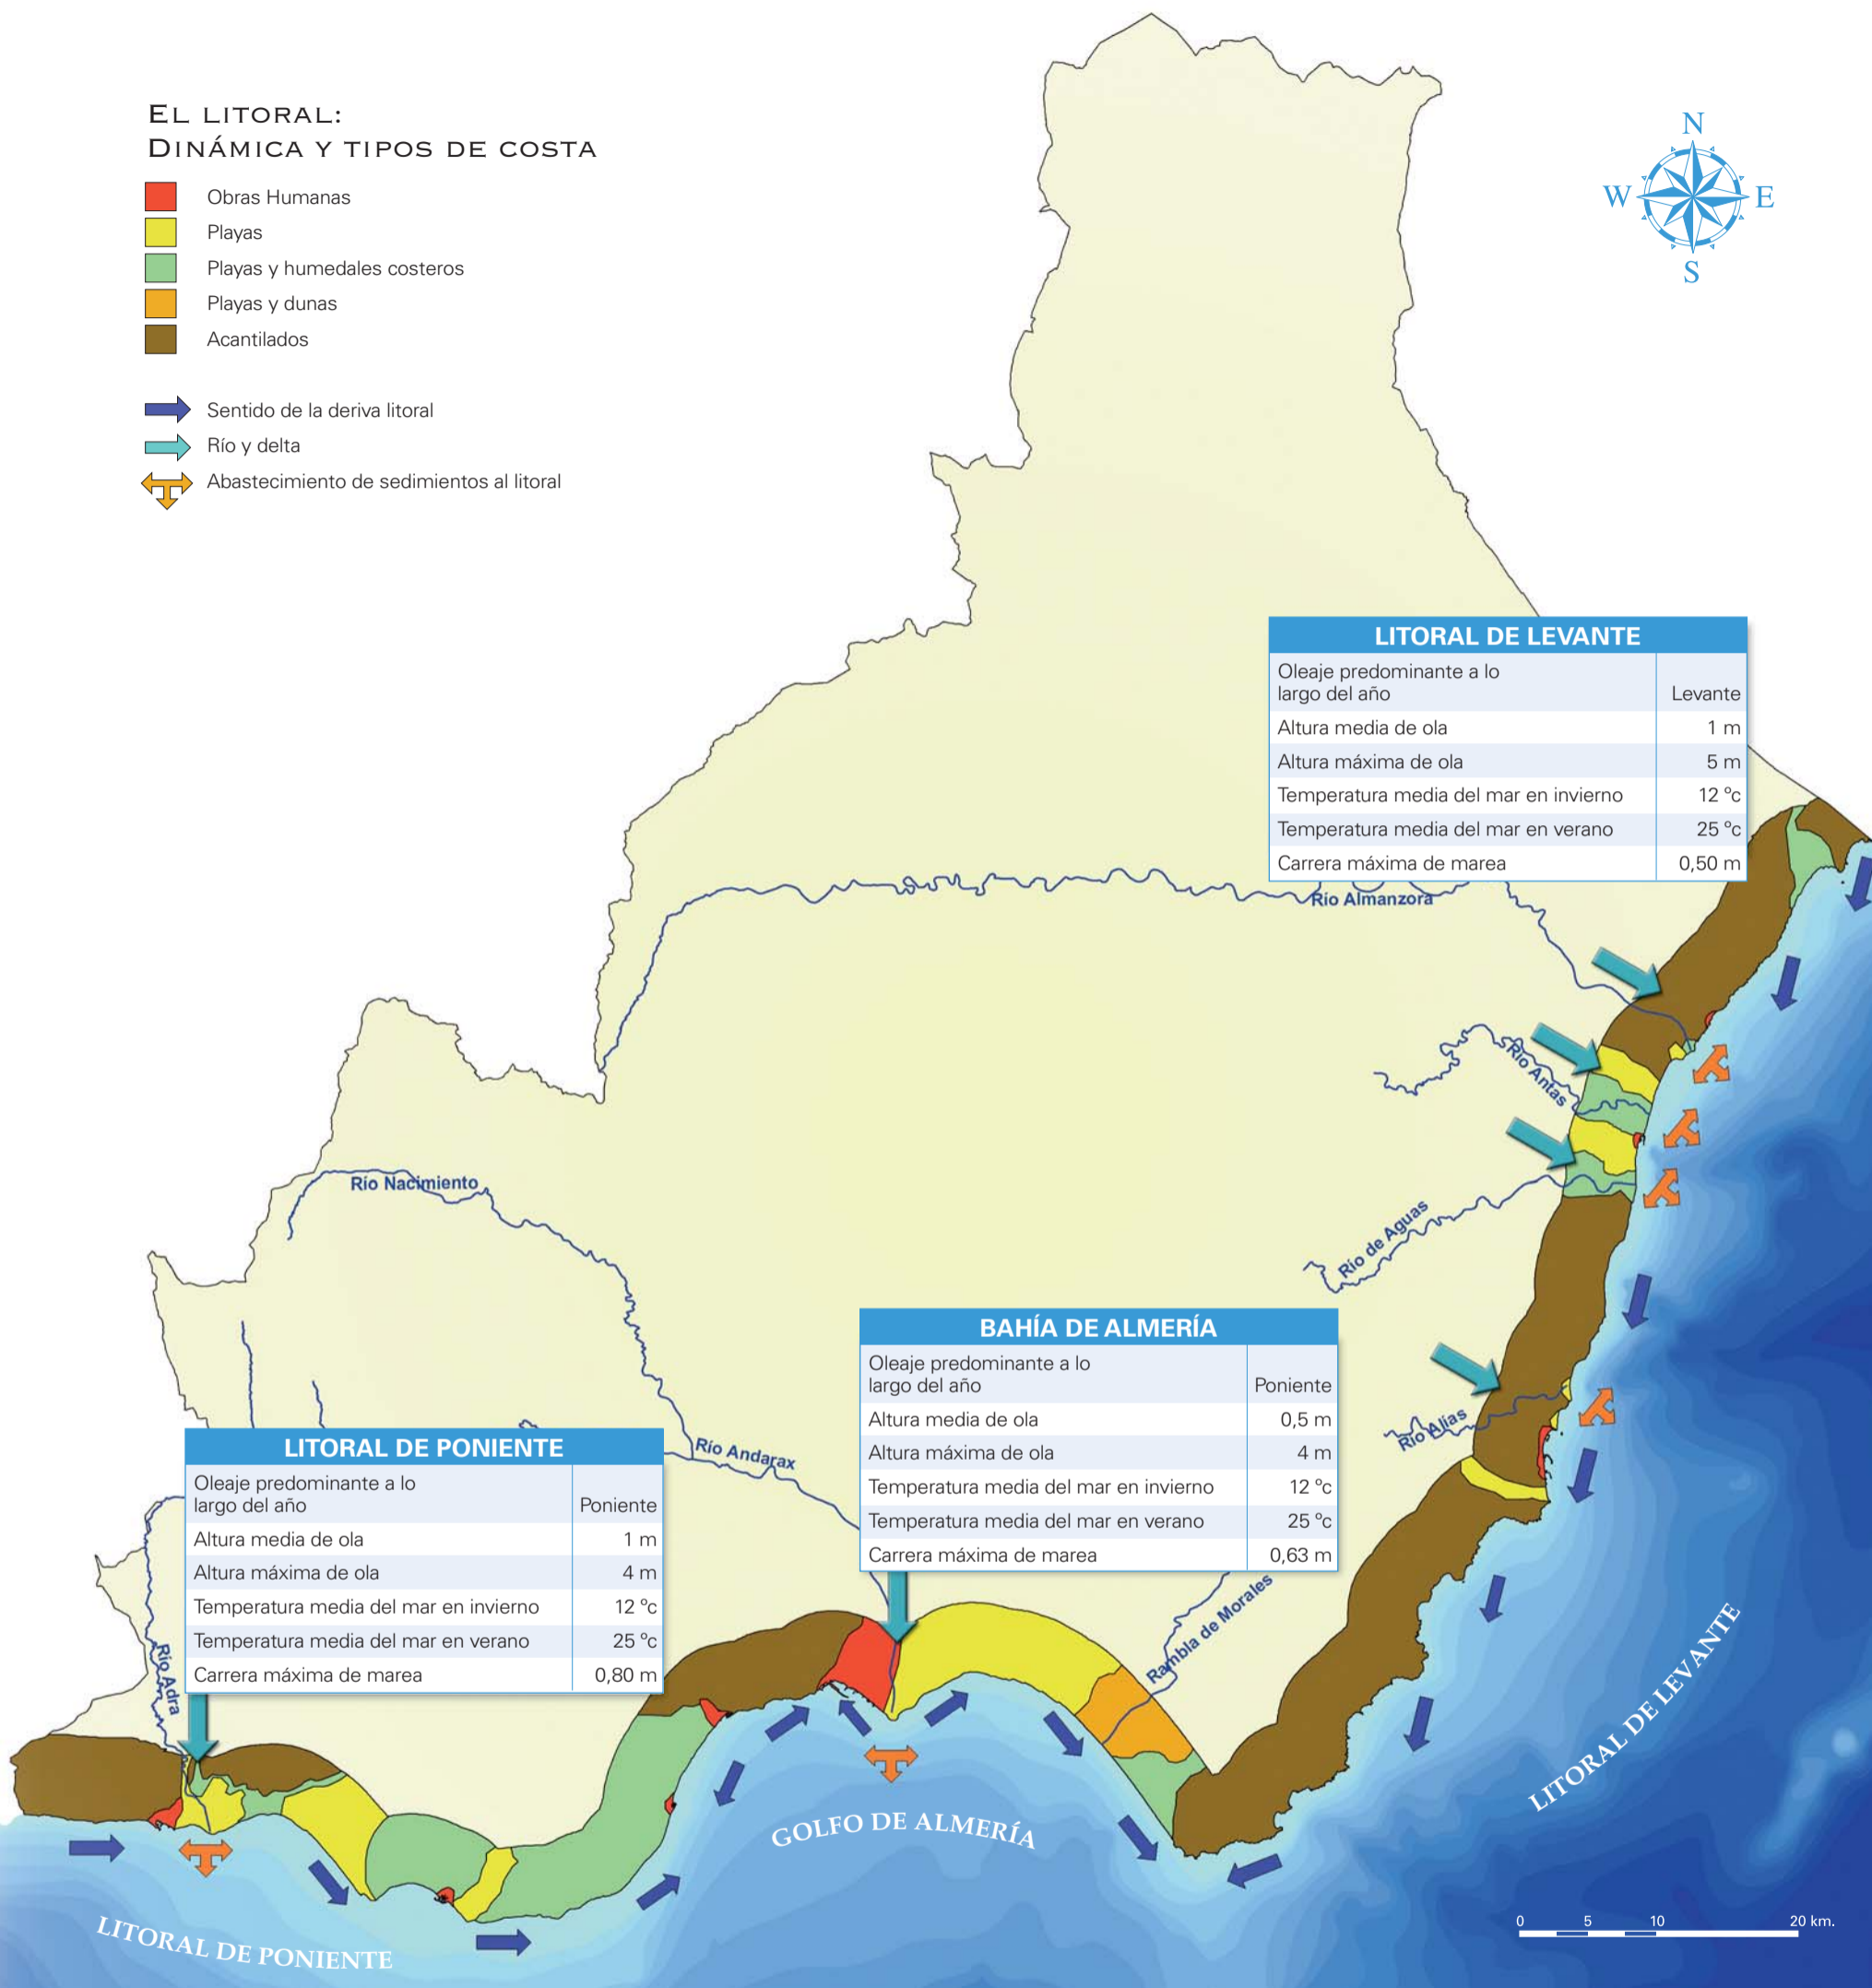 EL LITORAL:
DINÁMICA Y TIPOS DE COSTA
Obras Humanas
Playas
Playas y humedales costeros
Playas y dunas
Acantilados
Sentido de la deriva litoral
Río y delta
Abastecimiento de sedimentos al litoral
N
W E
S
LITORAL DE LEVANTE
Oleaje predominante a lo
largo del año Levante
Altura media de ola 1 m
Altura máxima de ola 5 m
Temperatura media del mar en invierno 12 ºc
Temperatura media del mar en verano 25 ºc
Carrera máxima de marea 0,50 m
Río Almanzora
Río Antas
Río de Aguas
Río Nacimiento
BAHÍA DE ALMERÍA
Oleaje predominante a lo
largo del año Poniente
Altura media de ola 0,5 m
Altura máxima de ola 4 m
Temperatura media del mar en invierno 12 ºc
Temperatura media del mar en verano 25 ºc
Carrera máxima de marea 0,63 m
Río Alias
Río Andarax
LITORAL DE PONIENTE
Oleaje predominante a lo
largo del año Poniente
Altura media de ola 1 m
Altura máxima de ola 4 m
Temperatura media del mar en invierno 12 ºc
Temperatura media del mar en verano 25 ºc
Carrera máxima de marea 0,80 m
Río Adra
Rambla de Morales
LITORAL DE LEVANTE
GOLFO DE ALMERÍA
LITORAL DE PONIENTE
0 5 10 20 km.